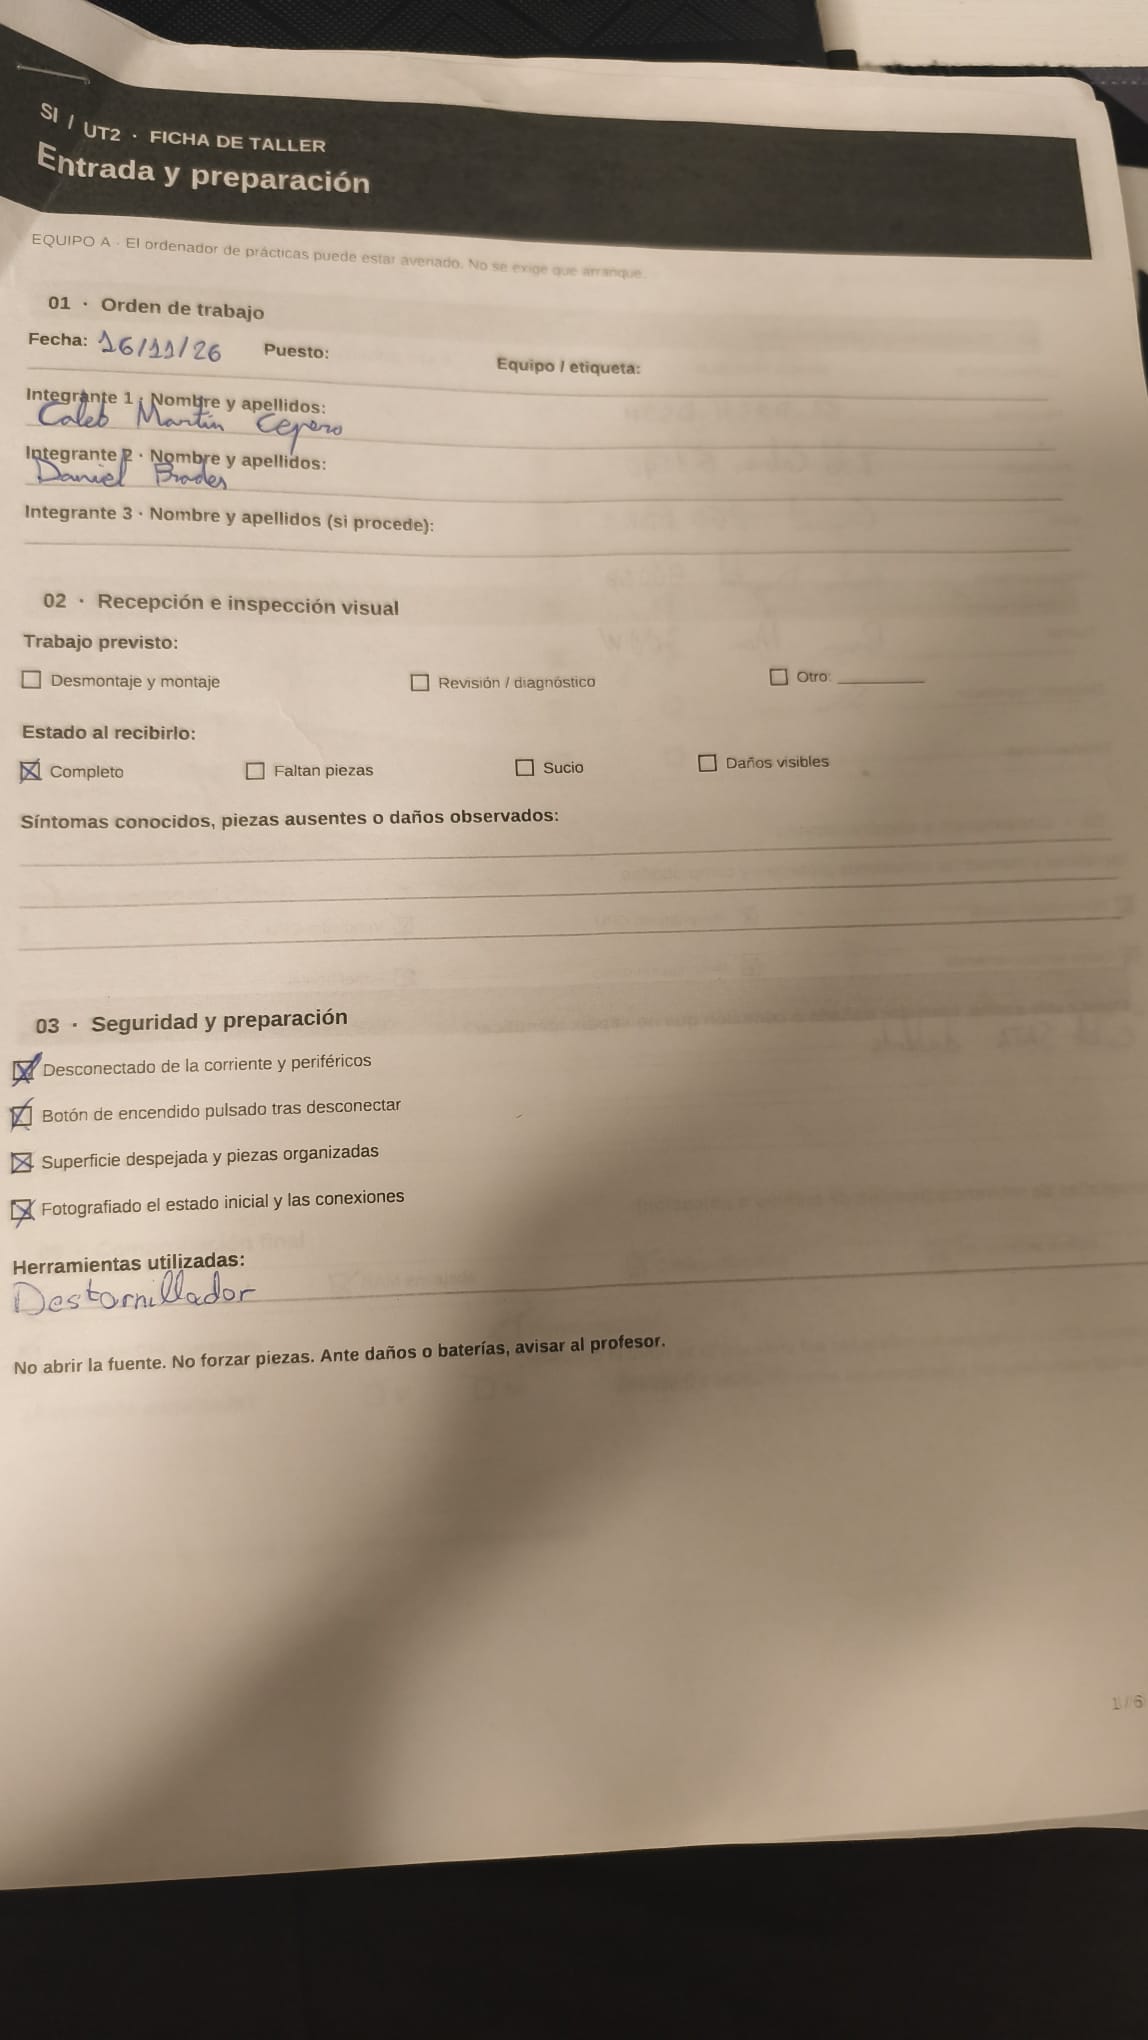 SI / UT2 · FICHA DE TALLER
Entrada y preparación
EQUIPO A · El ordenador de prácticas puede estar averiado. No se exige que arranque.
01 · Orden de trabajo
Fecha: 16/11/26 Puesto: Equipo / etiqueta:
Integrante 1 · Nombre y apellidos:
Caleb Martín Cepero
Integrante 2 · Nombre y apellidos:
Daniel
Integrante 3 · Nombre y apellidos (si procede):
02 · Recepción e inspección visual
Trabajo previsto:
Desmontaje y montaje Revisión / diagnóstico Otro:
Estado al recibirlo:
Completo Faltan piezas Sucio Daños visibles
Síntomas conocidos, piezas ausentes o daños observados:
03 · Seguridad y preparación
Desconectado de la corriente y periféricos
Botón de encendido pulsado tras desconectar
Superficie despejada y piezas organizadas
Fotografiado el estado inicial y las conexiones
Herramientas utilizadas:
Destornillador
No abrir la fuente. No forzar piezas. Ante daños o baterías, avisar al profesor.
1 / 6